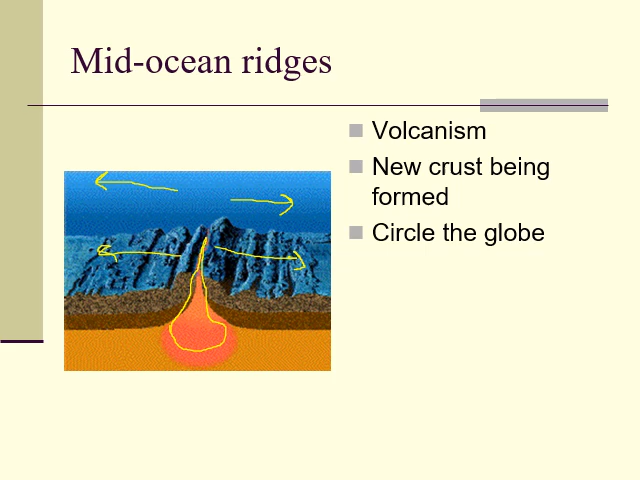 Mid-ocean ridges
Volcanism
New crust being
formed
Circle the globe